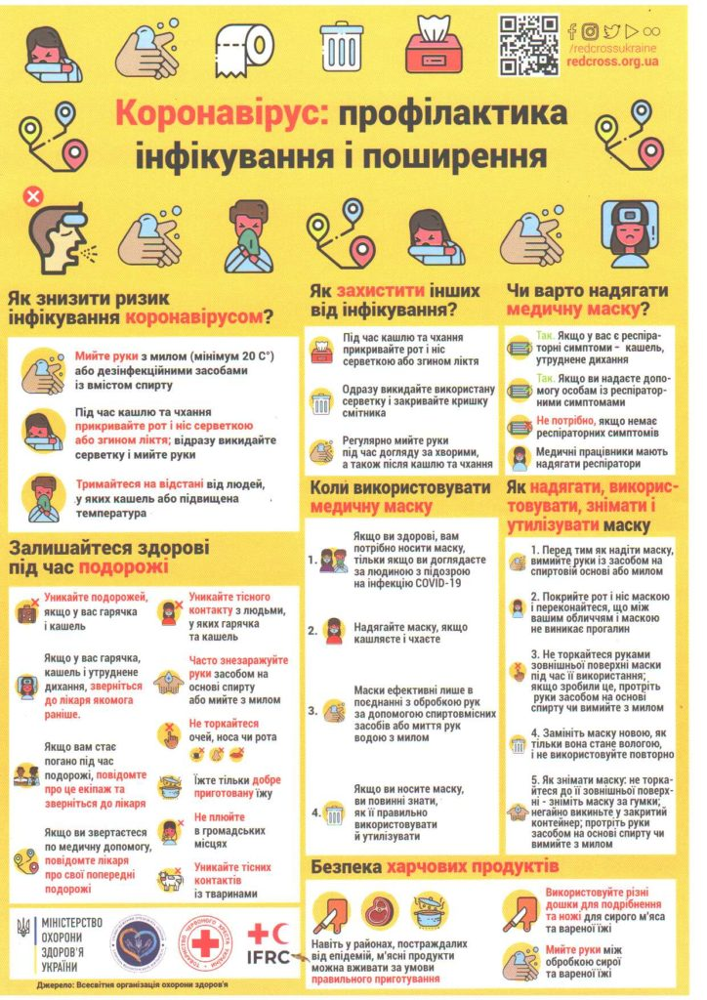 /redcrossukraine
redcross.org.ua
Коронавірус: профілактика
інфікування і поширення
Як знизити ризик
інфікування коронавірусом?
Мийте руки з милом (мінімум 20 С°)
або дезінфекційними засобами
із вмістом спирту
Під час кашлю та чхання
прикривайте рот і ніс серветкою
або згином ліктя; відразу викидайте
серветку і мийте руки
Тримайтеся на відстані від людей,
у яких кашель або підвищена
температура
Як захистити інших
від інфікування?
Під час кашлю та чхання
прикривайте рот і ніс
серветкою або згином ліктя
Одразу викидайте використану
серветку і закривайте кришку
смітника
Регулярно мийте руки
під час догляду за хворими,
а також після кашлю та чхання
Чи варто надягати
медичну маску?
Так. Якщо у вас є респіра-
торні симптоми – кашель,
утруднене дихання
Так. Якщо ви надаєте допо-
могу особам із респіратор-
ними симптомами
Не потрібно, якщо немає
респіраторних симптомів
Медичні працівники мають
надягати респіратори
Залишайтеся здорові
під час подорожі
Уникайте подорожей,
якщо у вас гарячка
і кашель
Якщо у вас гарячка,
кашель і утруднене
дихання, зверніться
до лікаря якомога
раніше.
Якщо вам стає
погано під час
подорожі, повідомте
про це екіпаж та
зверніться до лікаря
Якщо ви звертаєтеся
по медичну допомогу,
повідомте лікаря
про свої попередні
подорожі
Уникайте тісного
контакту з людьми,
у яких гарячка
та кашель
Часто знезаражуйте
руки засобом на
основі спирту
або мийте з милом
Не торкайтеся
очей, носа чи рота
Їжте тільки добре
приготовану їжу
Не плюйте
в громадських
місцях
Уникайте тісних
контактів
із тваринами
Коли використовувати
медичну маску
1. Якщо ви здорові, вам
потрібно носити маску,
тільки якщо ви доглядаєте
за людиною з підозрою
на інфекцію COVID-19
2. Надягайте маску, якщо
кашляєте і чхаєте
3. Маски ефективні лише в
поєднанні з обробкою рук
за допомогою спиртовмісних
засобів або миття рук
водою з милом
4. Якщо ви носите маску,
ви повинні знати,
як її правильно
використовувати
й утилізувати
Як надягати, викорис-
товувати, знімати і
утилізувати маску
1. Перед тим як надіти маску,
вимийте руки із засобом на
спиртовій основі або милом
2. Покрийте рот і ніс маскою
і переконайтеся, що між
вашим обличчям і маскою
не виникає прогалин
3. Не торкайтеся руками
зовнішньої поверхні маски
під час її використання;
якщо зробили це, протріть
руки засобом на основі
спирту чи вимийте з милом
4. Замініть маску новою, як
тільки вона стане вологою,
і не використовуйте повторно
5. Як знімати маску: не торка-
йтеся до її зовнішньої поверх-
ні - зніміть маску за гумки;
негайно викиньте у закритий
контейнер; протріть руки
засобом на основі спирту чи
вимийте з милом
Безпека харчових продуктів
Навіть у районах, постраждалих
від епідемій, м'ясні продукти
можна вживати за умови
правильного приготування
Використовуйте різні
дошки для подрібнення
та ножі для сирого м'яса
та вареної їжі
Мийте руки між
обробкою сирої
та вареної їжі
МІНІСТЕРСТВО
ОХОРОНИ
ЗДОРОВ'Я
УКРАЇНИ
ТОВАРИСТВО ЧЕРВОНОГО ХРЕСТА УКРАЇНИ
IFRC
Джерело: Всесвітня організація охорони здоров'я